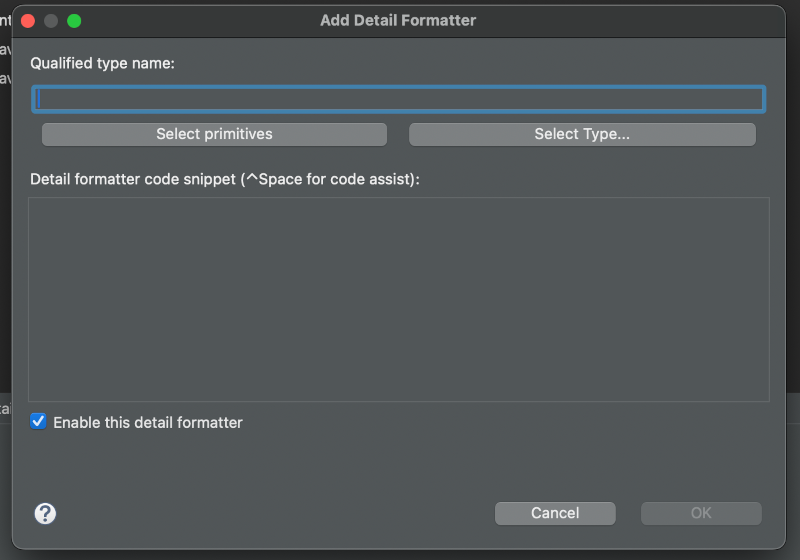 Add Detail Formatter
Qualified type name:
Select primitives
Select Type...
Detail formatter code snippet (^Space for code assist):
Enable this detail formatter
?
Cancel
OK